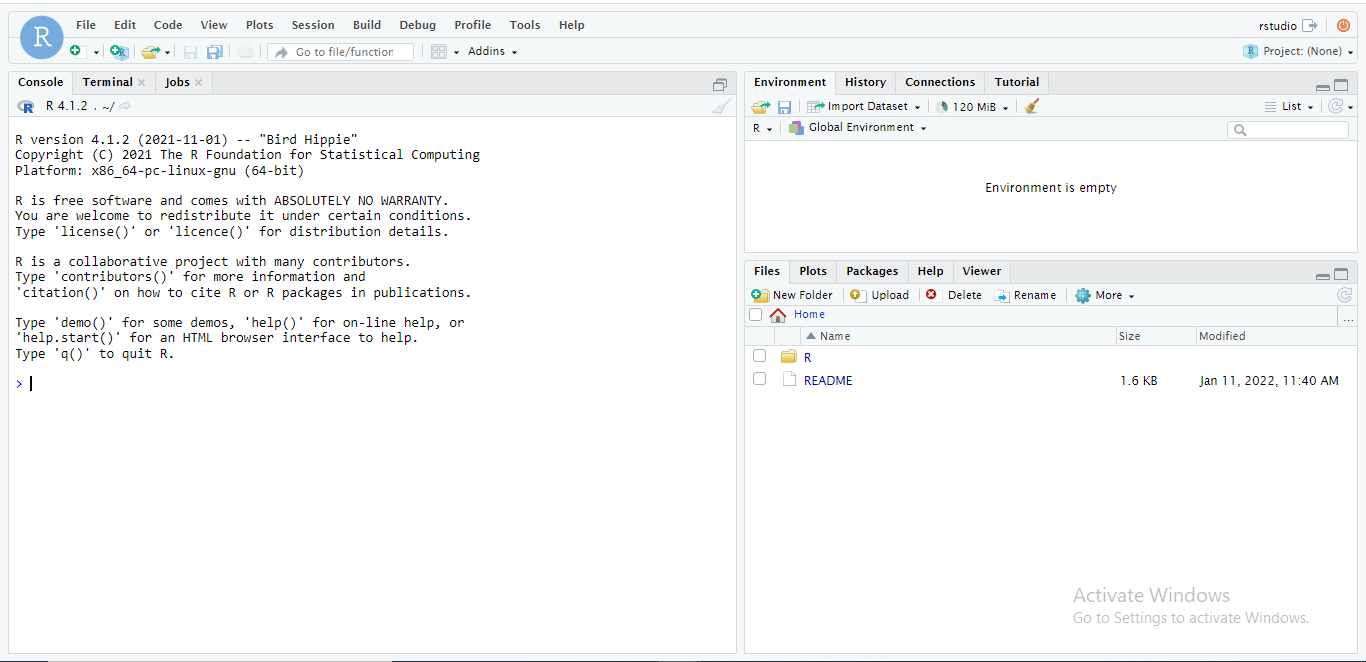 R File Edit Code View Plots Session Build Debug Profile Tools Help rstudio
R Go to file/function Addins R Project: (None)
Console Terminal Jobs
R R 4.1.2 . ~/
R version 4.1.2 (2021-11-01) -- "Bird Hippie"
Copyright (C) 2021 The R Foundation for Statistical Computing
Platform: x86_64-pc-linux-gnu (64-bit)
R is free software and comes with ABSOLUTELY NO WARRANTY.
You are welcome to redistribute it under certain conditions.
Type 'license()' or 'licence()' for distribution details.
R is a collaborative project with many contributors.
Type 'contributors()' for more information and
'citation()' on how to cite R or R packages in publications.
Type 'demo()' for some demos, 'help()' for on-line help, or
'help.start()' for an HTML browser interface to help.
Type 'q()' to quit R.
>
Environment History Connections Tutorial
Import Dataset 120 MiB List
R Global Environment
Environment is empty
Files Plots Packages Help Viewer
New Folder Upload Delete Rename More
Home ...
Name Size Modified
R
README 1.6 KB Jan 11, 2022, 11:40 AM
Activate Windows
Go to Settings to activate Windows.